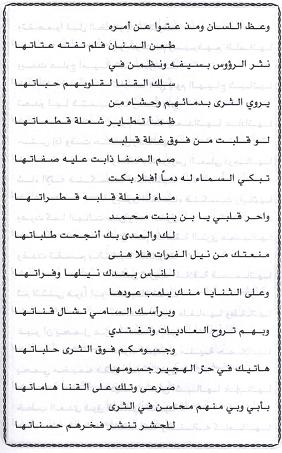 وعظ اللسان ومذ عتوا عن أمره
طعن السنان فلم تفته عتاتها
نثر الرؤوس بسيفه ونظمن في
سلك القنا لقلوبهم حباتها
يروي الثرى بدمائهم وحشاه من
ظمأ تطاير شعلة قطعاتها
لو قلبت من فوق غلة قلبه
صم الصفا ذابت عليه صفاتها
تبكي السماء له دماً أفلا بكت
ماء لغلة قلبه قطراتها
واحر قلبي يا بن بنت محمد
لك والعدى بك أنجحت طلباتها
منعتك من نيل الفرات فلا هنى
للناس بعدك نيلها وفراتها
وعلى الثنايا منك يلعب عودها
وبرأسك السامي تشال قناتها
وبهم تروح العاديات وتغتدي
وجسومكم فوق الثرى حلباتها
هاتيك في حرّ الهجير جسومها
صرعى وتلك على القنا هاماتها
بأبي وبي منهم محاسن في الثرى
للحشر تنشر فخرهم حسناتها